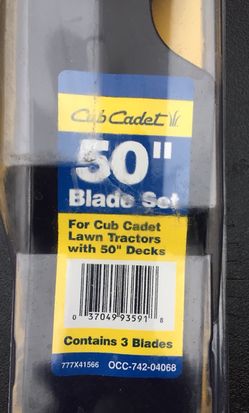 Cub Cadet
50"
Blade Set
For Cub Cadet
Lawn Tractors
with 50" Decks
0 37049 93591 8
Contains 3 Blades
777X41566 OCC-742-04068